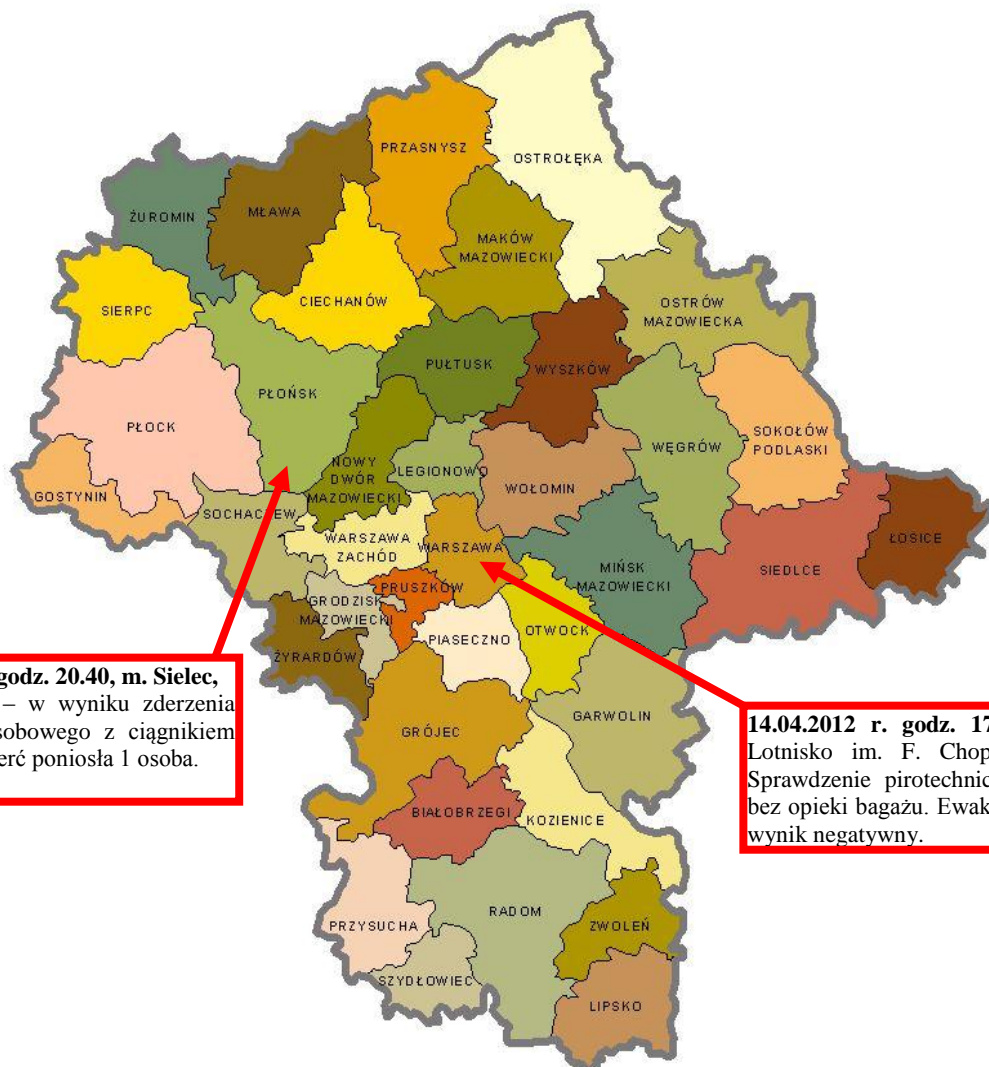 PRZASNYSZ
OSTROŁĘKA
ŻUROMIN
MŁAWA
MAKÓW
MAZOWIECKI
SIERPC
CIECHANÓW
OSTRÓW
MAZOWIECKA
PŁOŃSK
PUŁTUSK
WYSZKÓW
PŁOCK
WĘGRÓW
SOKOŁÓW
PODLASKI
NOWY
DWÓR
MAZOWIECKI
LEGIONOWO
WOŁOMIN
GOSTYNIN
SOCHACZEW
WARSZAWA
ZACHÓD
WARSZAWA
MIŃSK
MAZOWIECKI
SIEDLCE
ŁOSICE
PRUSZKÓW
GRODZISK
MAZOWIECKI
PIASECZNO
OTWOCK
ŻYRARDÓW
godz. 20.40, m. Sielec,
– w wyniku zderzenia
sobowego z ciągnikiem
erć poniosła 1 osoba.
GARWOLIN
GRÓJEC
14.04.2012 r. godz. 17
Lotnisko im. F. Chop
Sprawdzenie pirotechnic
bez opieki bagażu. Ewak
wynik negatywny.
BIAŁOBRZEGI
KOZIENICE
RADOM
PRZYSUCHA
ZWOLEŃ
SZYDŁOWIEC
LIPSKO